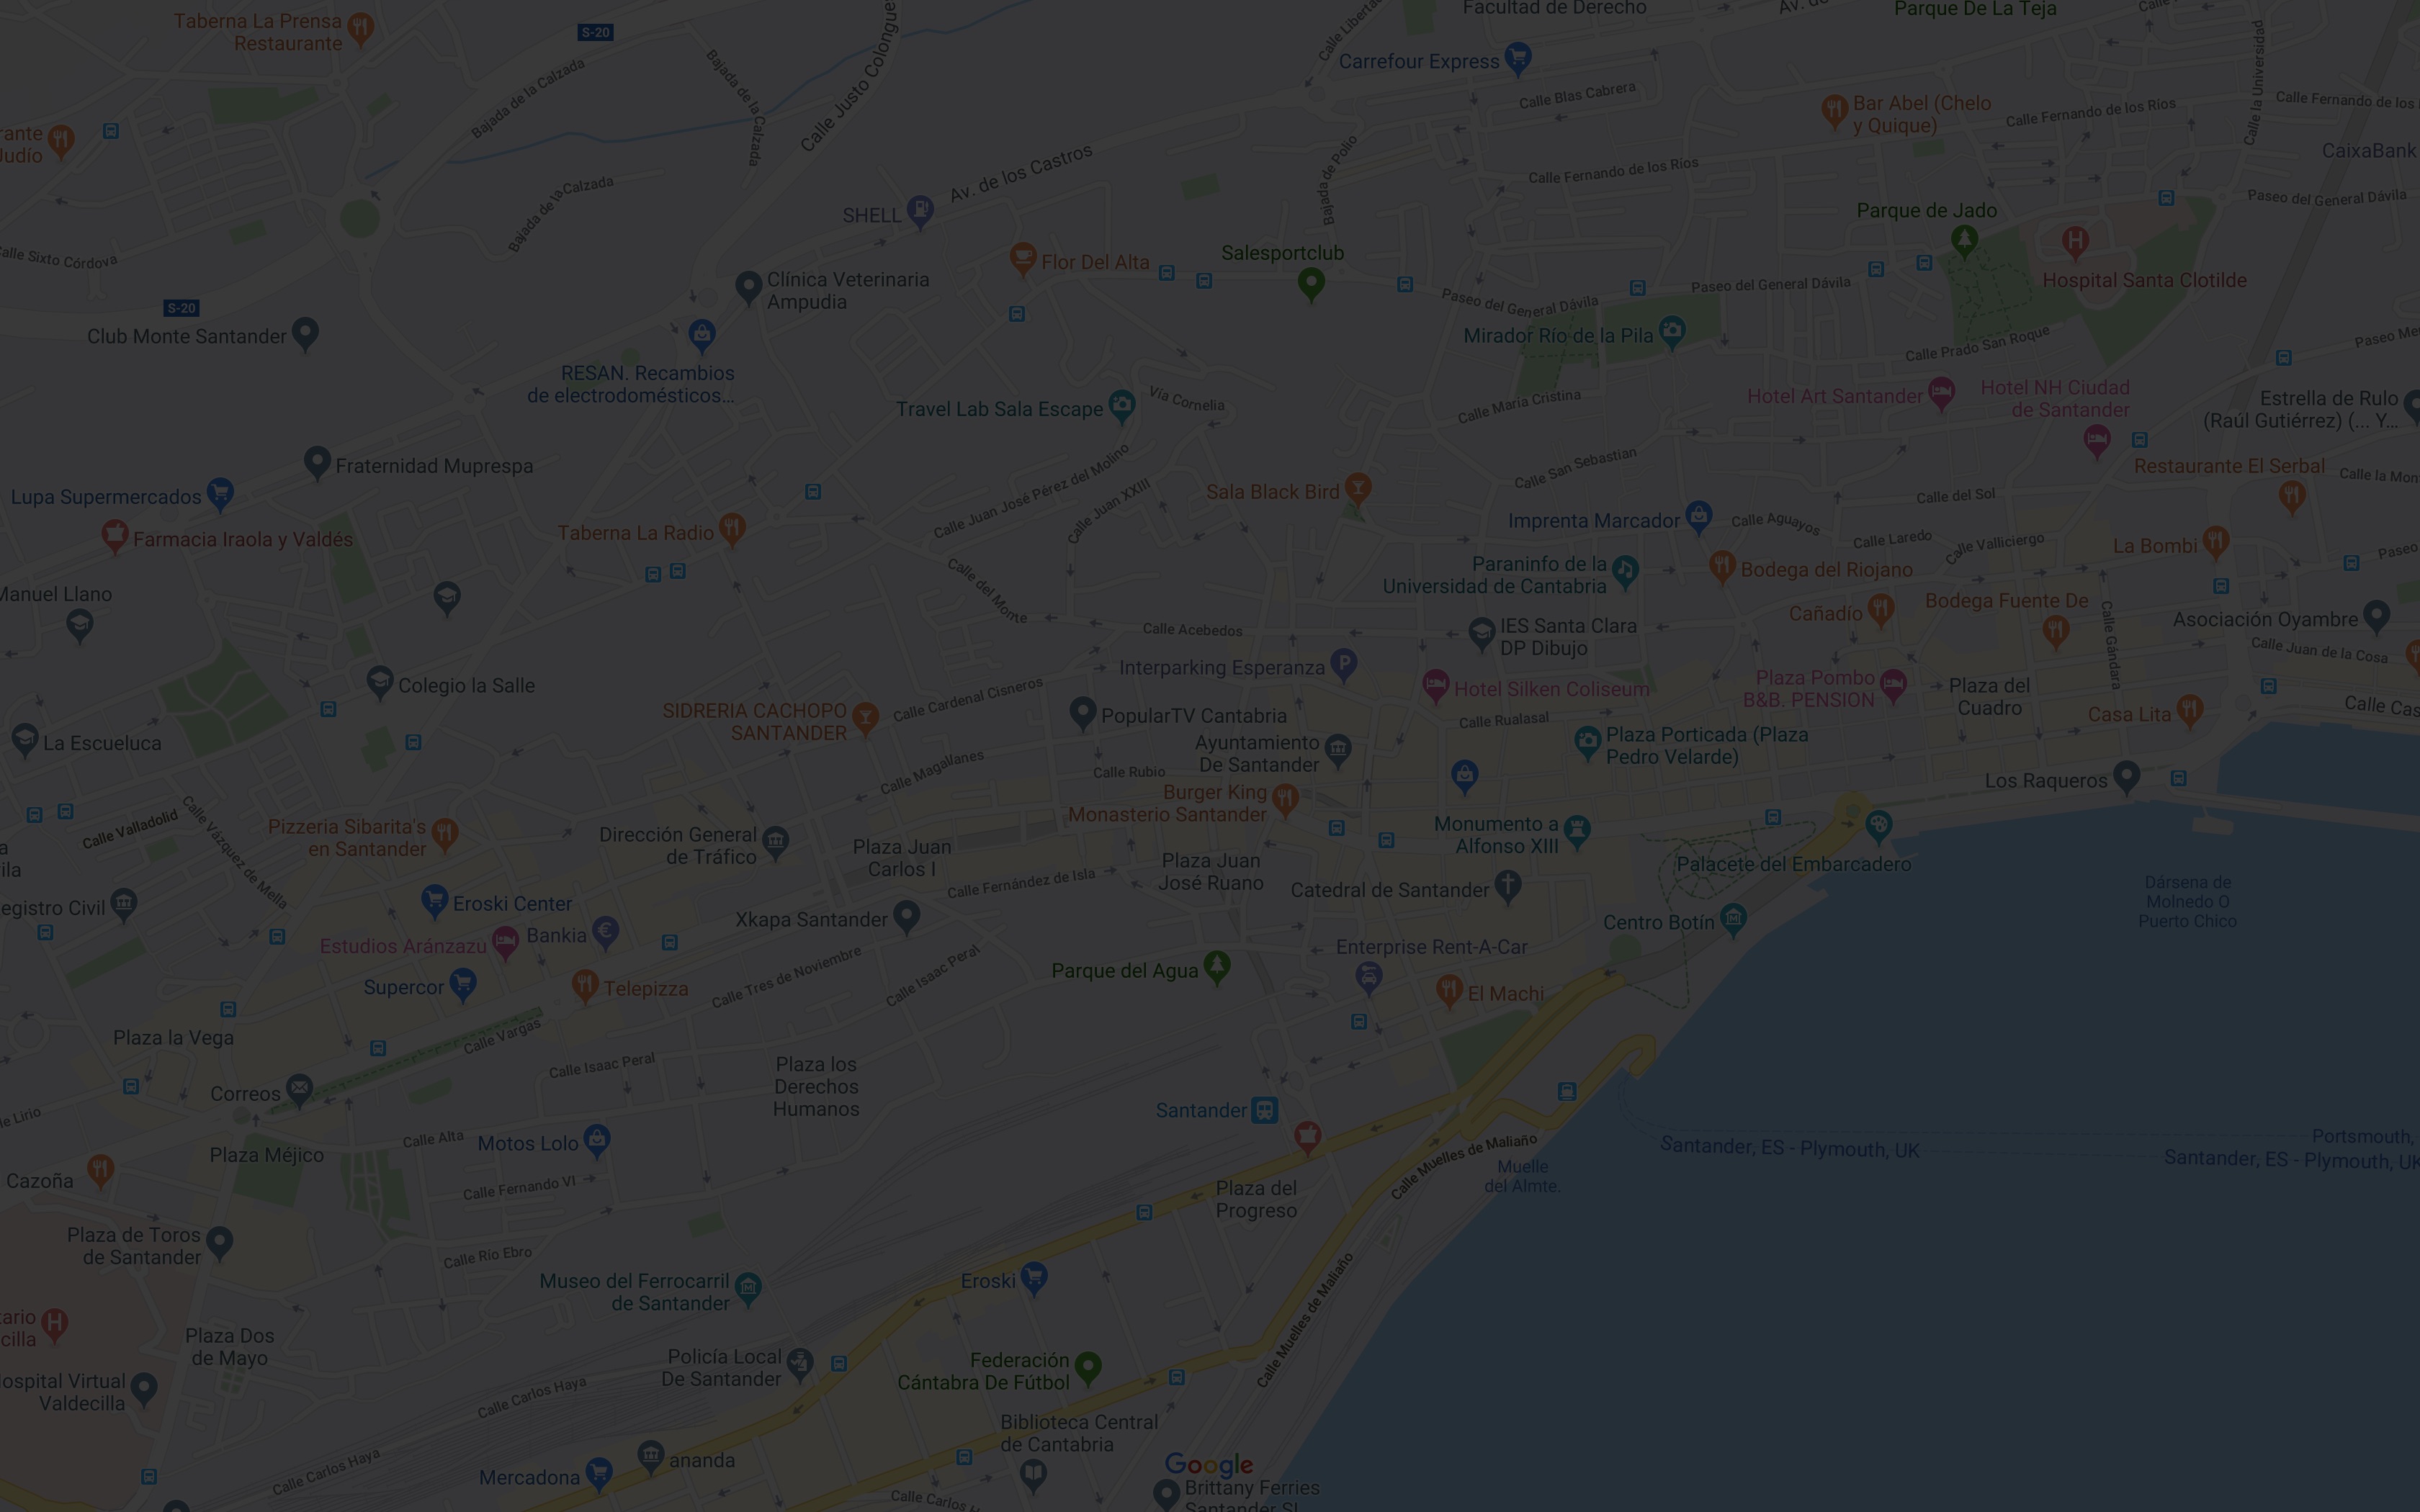 Taberna La Prensa
Restaurante
S-20
Bajada de la Calzada
Bajada de la Calzada
Calle Justo Colongues
Calle Libertad
Facultad de Derecho
Av. de
Parque De La Teja
Calle
Carrefour Express
Calle Blas Cabrera
Bar Abel (Chelo
y Quique)
Calle Fernando de los Ríos
Calle la Universidad
Calle Fernando de los
CaixaBank
rante
Judío
Bajada de la Calzada
Av. de los Castros
Bajada de Polio
Calle Fernando de los Ríos
Paseo del General Dávila
SHELL
Parque de Jado
Calle Sixto Córdova
Flor Del Alta
Salesportclub
Hospital Santa Clotilde
Clínica Veterinaria
Ampudia
Paseo del General Dávila
Paseo del General Dávila
S-20
Club Monte Santander
Mirador Río de la Pila
Calle Prado San Roque
Paseo Me
RESAN. Recambios
de electrodomésticos...
Travel Lab Sala Escape
Vía Cornelia
Calle María Cristina
Hotel Art Santander
Hotel NH Ciudad
de Santander
Estrella de Rulo
(Raúl Gutiérrez) (... Y...
Fraternidad Muprespa
Lupa Supermercados
Calle Juan José Pérez del Molino
Calle Juan XXIII
Sala Black Bird
Calle San Sebastian
Restaurante El Serbal
Calle la Mon
Calle del Sol
Farmacia Iraola y Valdés
Taberna La Radio
Imprenta Marcador
Calle Aguayos
Calle Laredo
Calle Valliciergo
La Bombi
Paseo
Manuel Llano
Calle del Monte
Paraninfo de la
Universidad de Cantabria
Bodega del Riojano
Cañadío
Bodega Fuente De
Calle Gándara
Asociación Oyambre
Calle Acebedos
IES Santa Clara
DP Dibujo
Calle Juan de la Cosa
Colegio la Salle
Interparking Esperanza
Hotel Silken Coliseum
Plaza Pombo
B&B. PENSION
Plaza del
Cuadro
SIDRERIA CACHOPO
SANTANDER
Calle Cardenal Cisneros
PopularTV Cantabria
Calle Rualasal
Casa Lita
Calle Cas
La Escueluca
Ayuntamiento
De Santander
Plaza Porticada (Plaza
Pedro Velarde)
Calle Magallanes
Calle Rubio
Los Raqueros
Burger King
Monasterio Santander
Calle Valladolid
Calle Vázquez de Mella
Pizzeria Sibarita's
en Santander
Dirección General
de Tráfico
Plaza Juan
Carlos I
Plaza Juan
José Ruano
Monumento a
Alfonso XIII
Palacete del Embarcadero
a
ila
Calle Fernández de Isla
Catedral de Santander
Dársena de
Molnedo O
Puerto Chico
egistro Civil
Eroski Center
Xkapa Santander
Centro Botín
Estudios Aránzazu
Bankia
Enterprise Rent-A-Car
Supercor
Telepizza
Calle Tres de Noviembre
Calle Isaac Peral
Parque del Agua
El Machi
Plaza la Vega
Calle Vargas
Calle Isaac Peral
Plaza los
Derechos
Humanos
Correos
le Lirio
Santander
Calle Alta
Motos Lolo
Plaza Méjico
Calle Muelles de Maliaño
Muelle
del Almte.
Santander, ES - Plymouth, UK
Portsmouth,
Santander, ES - Plymouth, UK
Cazoña
Calle Fernando VI
Plaza del
Progreso
Plaza de Toros
de Santander
Calle Río Ebro
Museo del Ferrocarril
de Santander
Eroski
Calle Muelles de Maliaño
tario
cilla
Plaza Dos
de Mayo
Policía Local
De Santander
Federación
Cántabra De Fútbol
Hospital Virtual
Valdecilla
Calle Carlos Haya
Biblioteca Central
de Cantabria
Calle Carlos Haya
Mercadona
ananda
Google
Calle Carlos H
Brittany Ferries
Santander SL